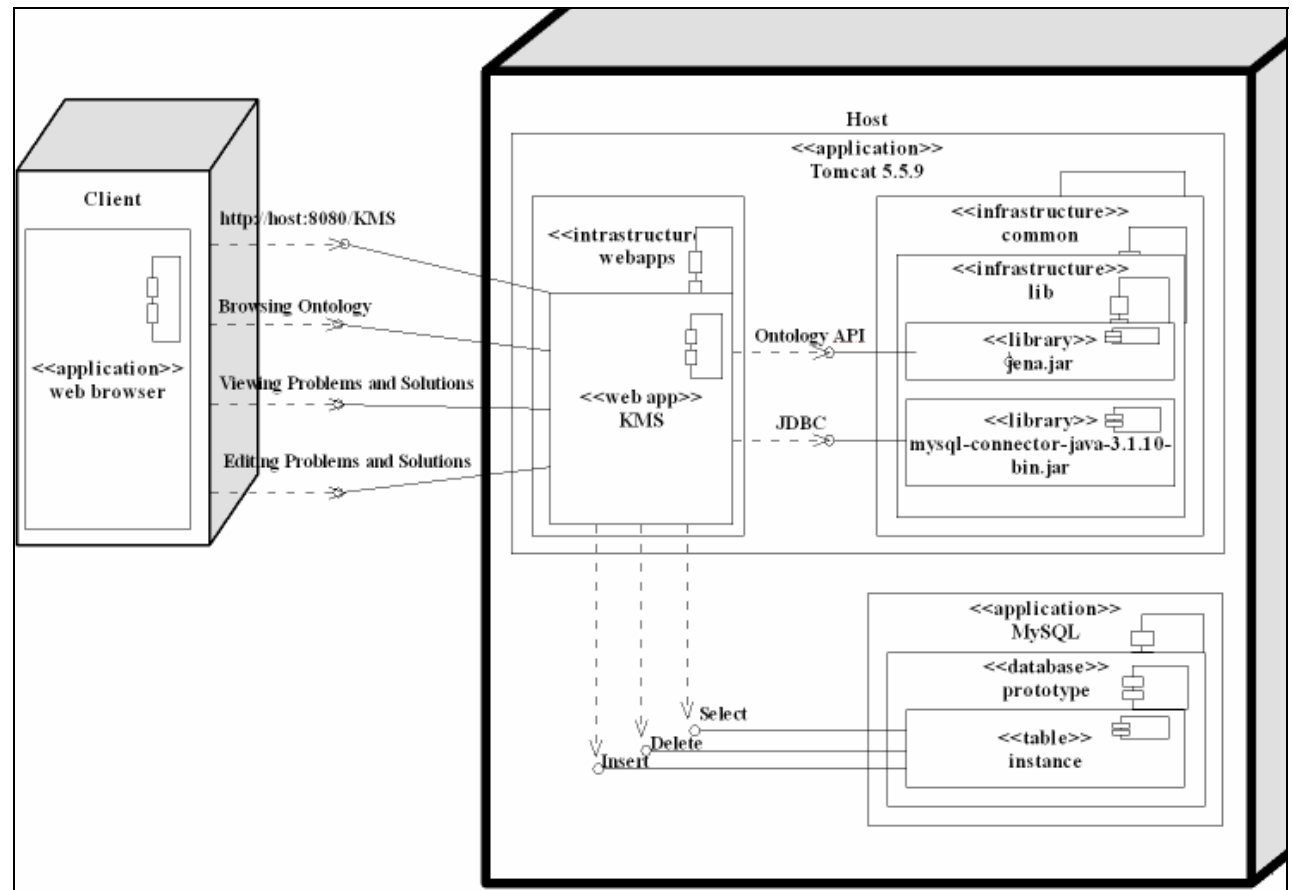 Client
<<application>>
web browser
http://host:8080/KMS
Browsing Ontology
Viewing Problems and Solutions
Editing Problems and Solutions
Host
<<application>>
Tomcat 5.5.9
<<intrastructure
webapps
<<web app>>
KMS
Ontology API
JDBC
<<infrastructure>>
common
<<infrastructure>>
lib
<<library>>
jena.jar
<<library>>
mysql-connector-java-3.1.10-
bin.jar
<<application>>
MySQL
<<database>>
prototype
<<table>>
instance
Select
Delete
Insert